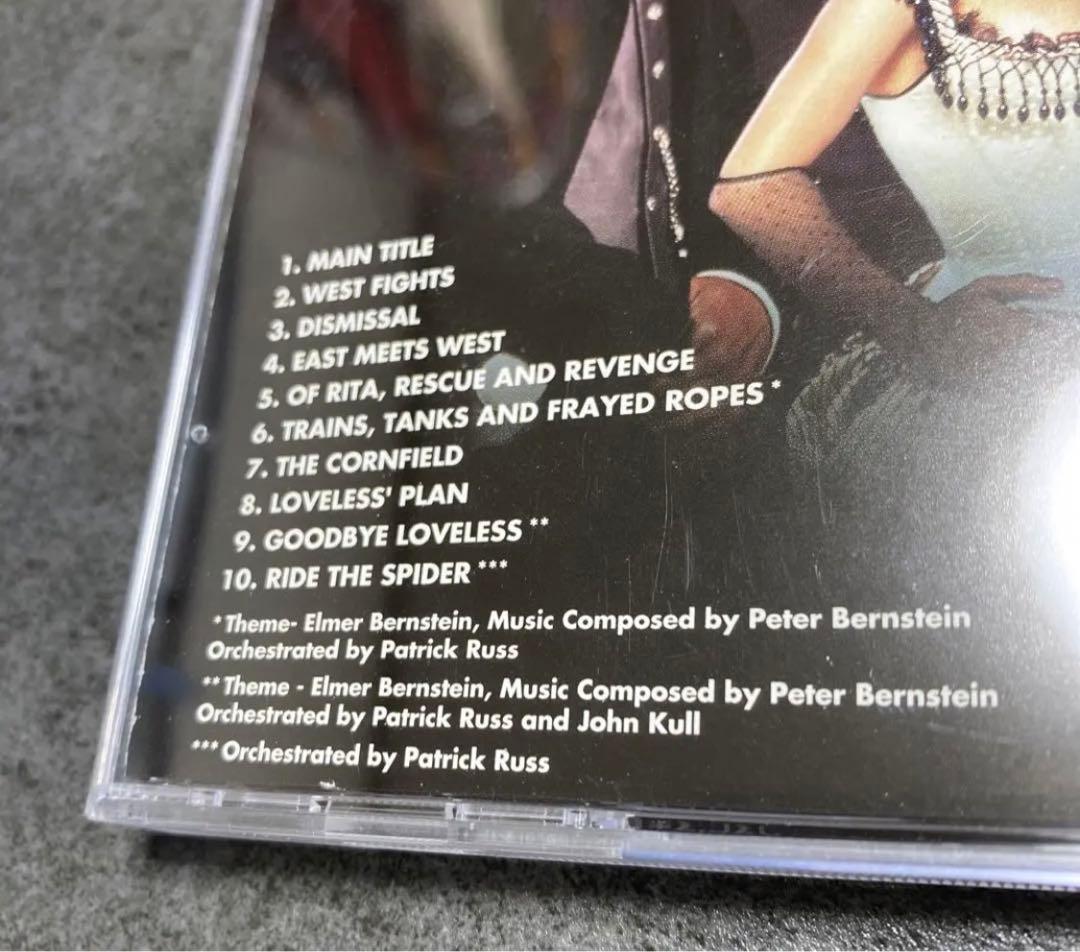 1. MAIN TITLE
2. WEST FIGHTS
3. DISMISSAL
4. EAST MEETS WEST
5. OF RITA, RESCUE AND REVENGE
6. TRAINS, TANKS AND FRAYED ROPES *
7. THE CORNFIELD
8. LOVELESS' PLAN
9. GOODBYE LOVELESS **
10. RIDE THE SPIDER ***
* Theme- Elmer Bernstein, Music Composed by Peter Bernstein
Orchestrated by Patrick Russ
** Theme - Elmer Bernstein, Music Composed by Peter Bernstein
Orchestrated by Patrick Russ and John Kull
*** Orchestrated by Patrick Russ